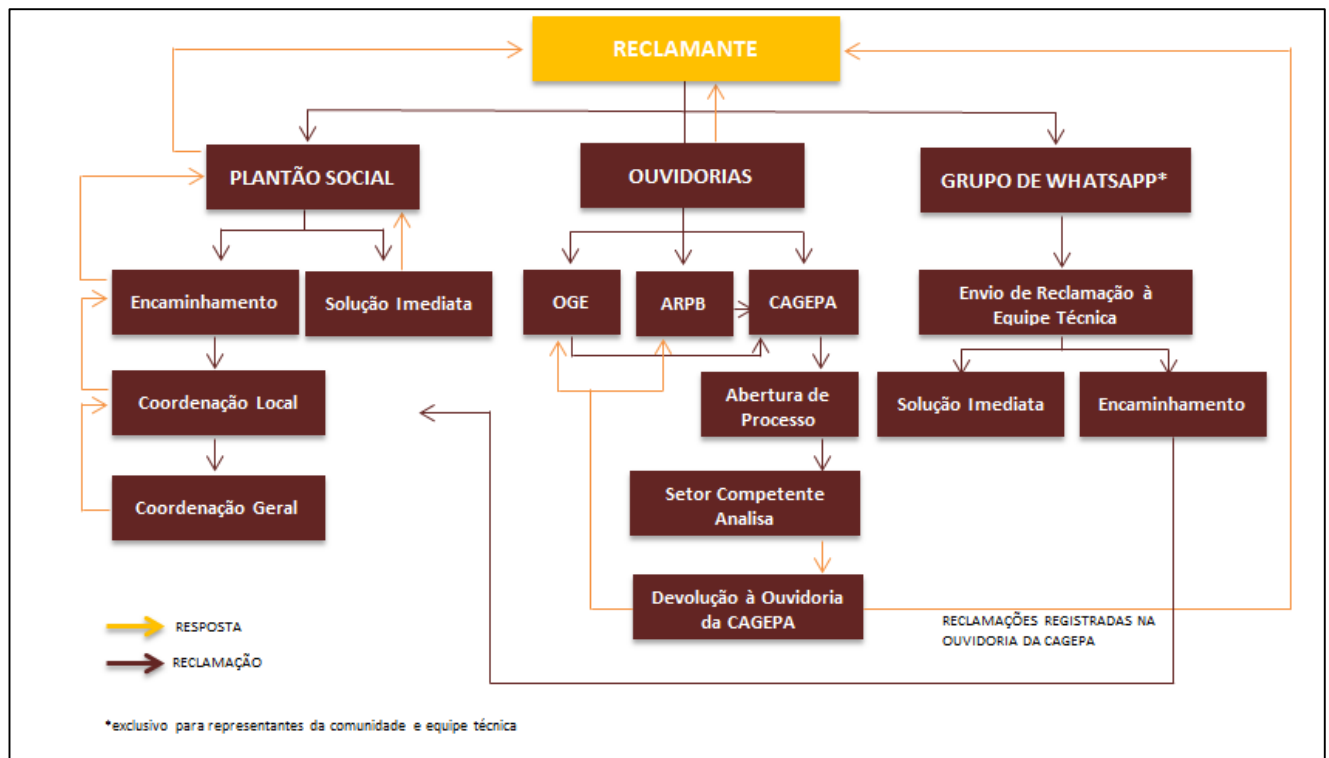 RECLAMANTE
PLANTÃO SOCIAL
OUVIDORIAS
GRUPO DE WHATSAPP*
Encaminhamento
Solução Imediata
OGE
ARPB
CAGEPA
Envio de Reclamação à
Equipe Técnica
Coordenação Local
Abertura de
Processo
Solução Imediata
Encaminhamento
Coordenação Geral
Setor Competente
Analisa
Devolução à Ouvidoria
da CAGEPA
RECLAMAÇÕES REGISTRADAS NA
OUVIDORIA DA CAGEPA
RESPOSTA
RECLAMAÇÃO
*exclusivo para representantes da comunidade e equipe técnica